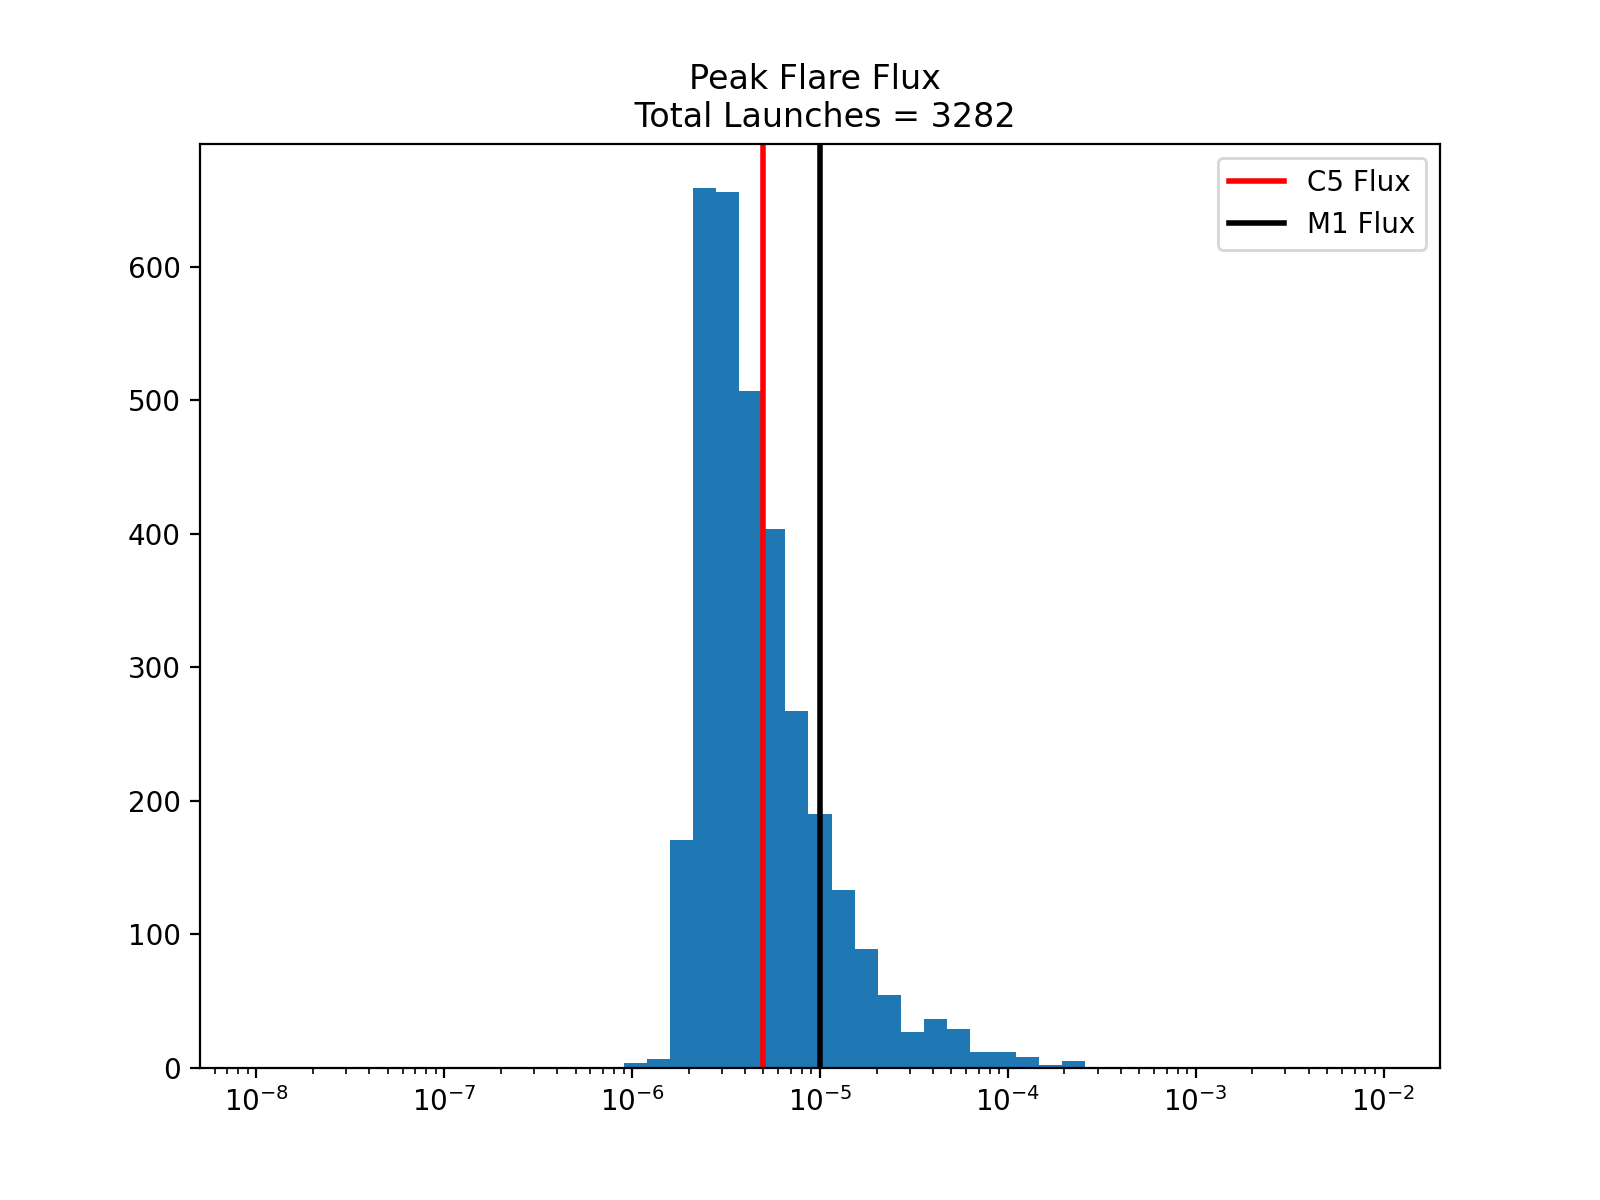 Peak Flare Flux
Total Launches = 3282
C5 Flux
M1 Flux
600
500
400
300
200
100
0
10⁻⁸ 10⁻⁷ 10⁻⁶ 10⁻⁵ 10⁻⁴ 10⁻³ 10⁻²